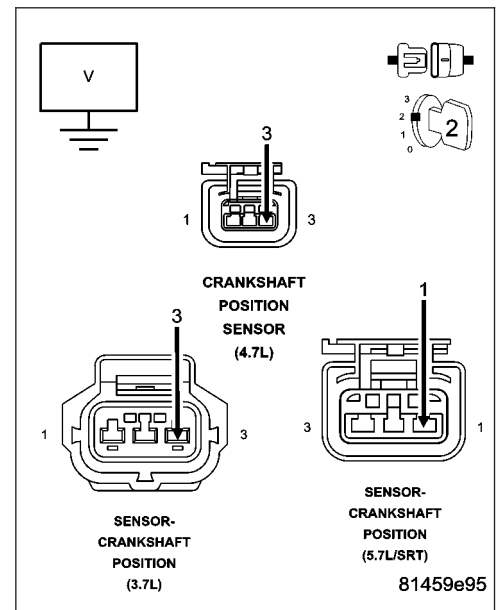 V
3
2
1
0
2
3
1 3
CRANKSHAFT
POSITION
SENSOR
(4.7L)
3
1 3
SENSOR-
CRANKSHAFT
POSITION
(3.7L)
1
3 1
SENSOR-
CRANKSHAFT
POSITION
(5.7L/SRT)
81459e95